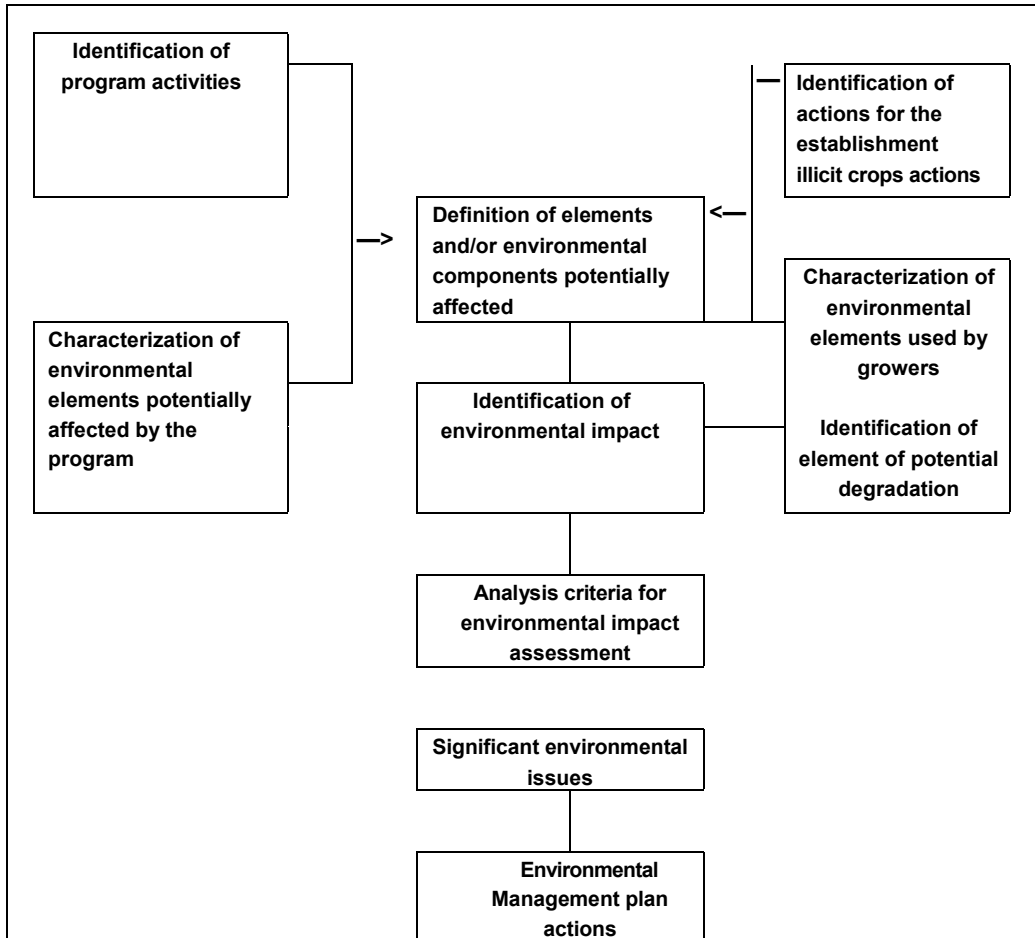 Identification of
program activities
Characterization of
environmental
elements potentially
affected by the
program
—>
Definition of elements
and/or environmental
components potentially
affected
<—
—
Identification of
actions for the
establishment
illicit crops actions
Characterization of
environmental
elements used by
growers
Identification of
element of potential
degradation
Identification of
environmental impact
Analysis criteria for
environmental impact
assessment
Significant environmental
issues
Environmental
Management plan
actions